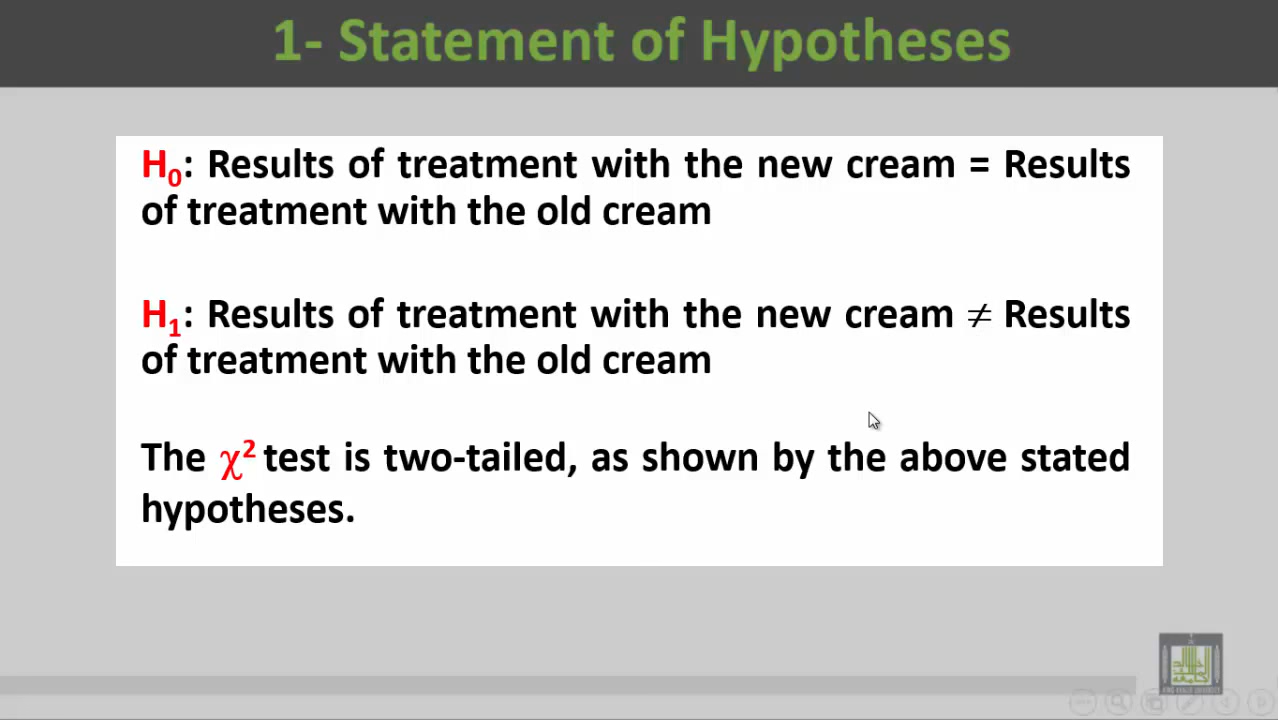 1- Statement of Hypotheses
H₀: Results of treatment with the new cream = Results
of treatment with the old cream
H₁: Results of treatment with the new cream ≠ Results
of treatment with the old cream
The χ² test is two-tailed, as shown by the above stated
hypotheses.